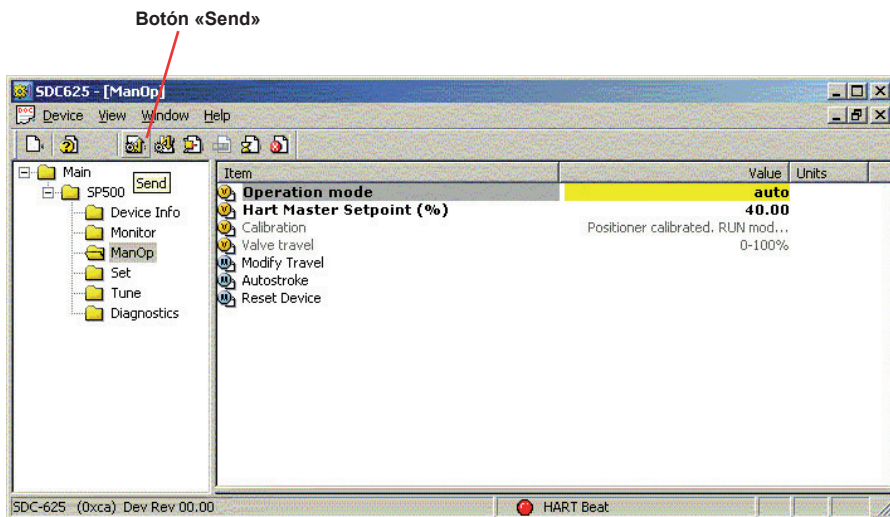 Botón «Send»
SDC625 - [ManOp]
Device View Window Help
Main
Send
SP500
Device Info
Monitor
ManOp
Set
Tune
Diagnostics
Item Value Units
Operation mode auto
Hart Master Setpoint (%) 40.00
Calibration Positioner calibrated. RUN mod...
Valve travel 0-100%
Modify Travel
Autostroke
Reset Device
SDC-625 (0xca) Dev Rev 00.00 HART Beat